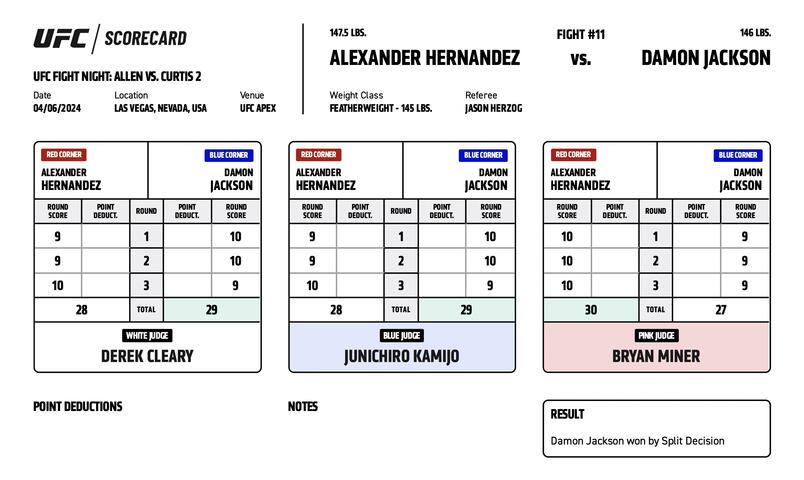 UFC / SCORECARD
UFC FIGHT NIGHT: ALLEN VS. CURTIS 2
Date Location Venue
04/06/2024 LAS VEGAS, NEVADA, USA UFC APEX
147.5 LBS. FIGHT #11 146 LBS.
ALEXANDER HERNANDEZ VS. DAMON JACKSON
Weight Class Referee
FEATHERWEIGHT - 145 LBS. JASON HERZOG
RED CORNER BLUE CORNER
ALEXANDER DAMON
HERNANDEZ JACKSON
ROUND POINT ROUND POINT ROUND
SCORE DEDUCT. DEDUCT. SCORE
9 1 10
9 2 10
10 3 9
28 TOTAL 29
WHITE JUDGE
DEREK CLEARY
RED CORNER BLUE CORNER
ALEXANDER DAMON
HERNANDEZ JACKSON
ROUND POINT ROUND POINT ROUND
SCORE DEDUCT. DEDUCT. SCORE
9 1 10
9 2 10
10 3 9
28 TOTAL 29
BLUE JUDGE
JUNICHIRO KAMIJO
RED CORNER BLUE CORNER
ALEXANDER DAMON
HERNANDEZ JACKSON
ROUND POINT ROUND POINT ROUND
SCORE DEDUCT. DEDUCT. SCORE
10 1 9
10 2 9
10 3 9
30 TOTAL 27
PINK JUDGE
BRYAN MINER
POINT DEDUCTIONS
NOTES
RESULT
Damon Jackson won by Split Decision